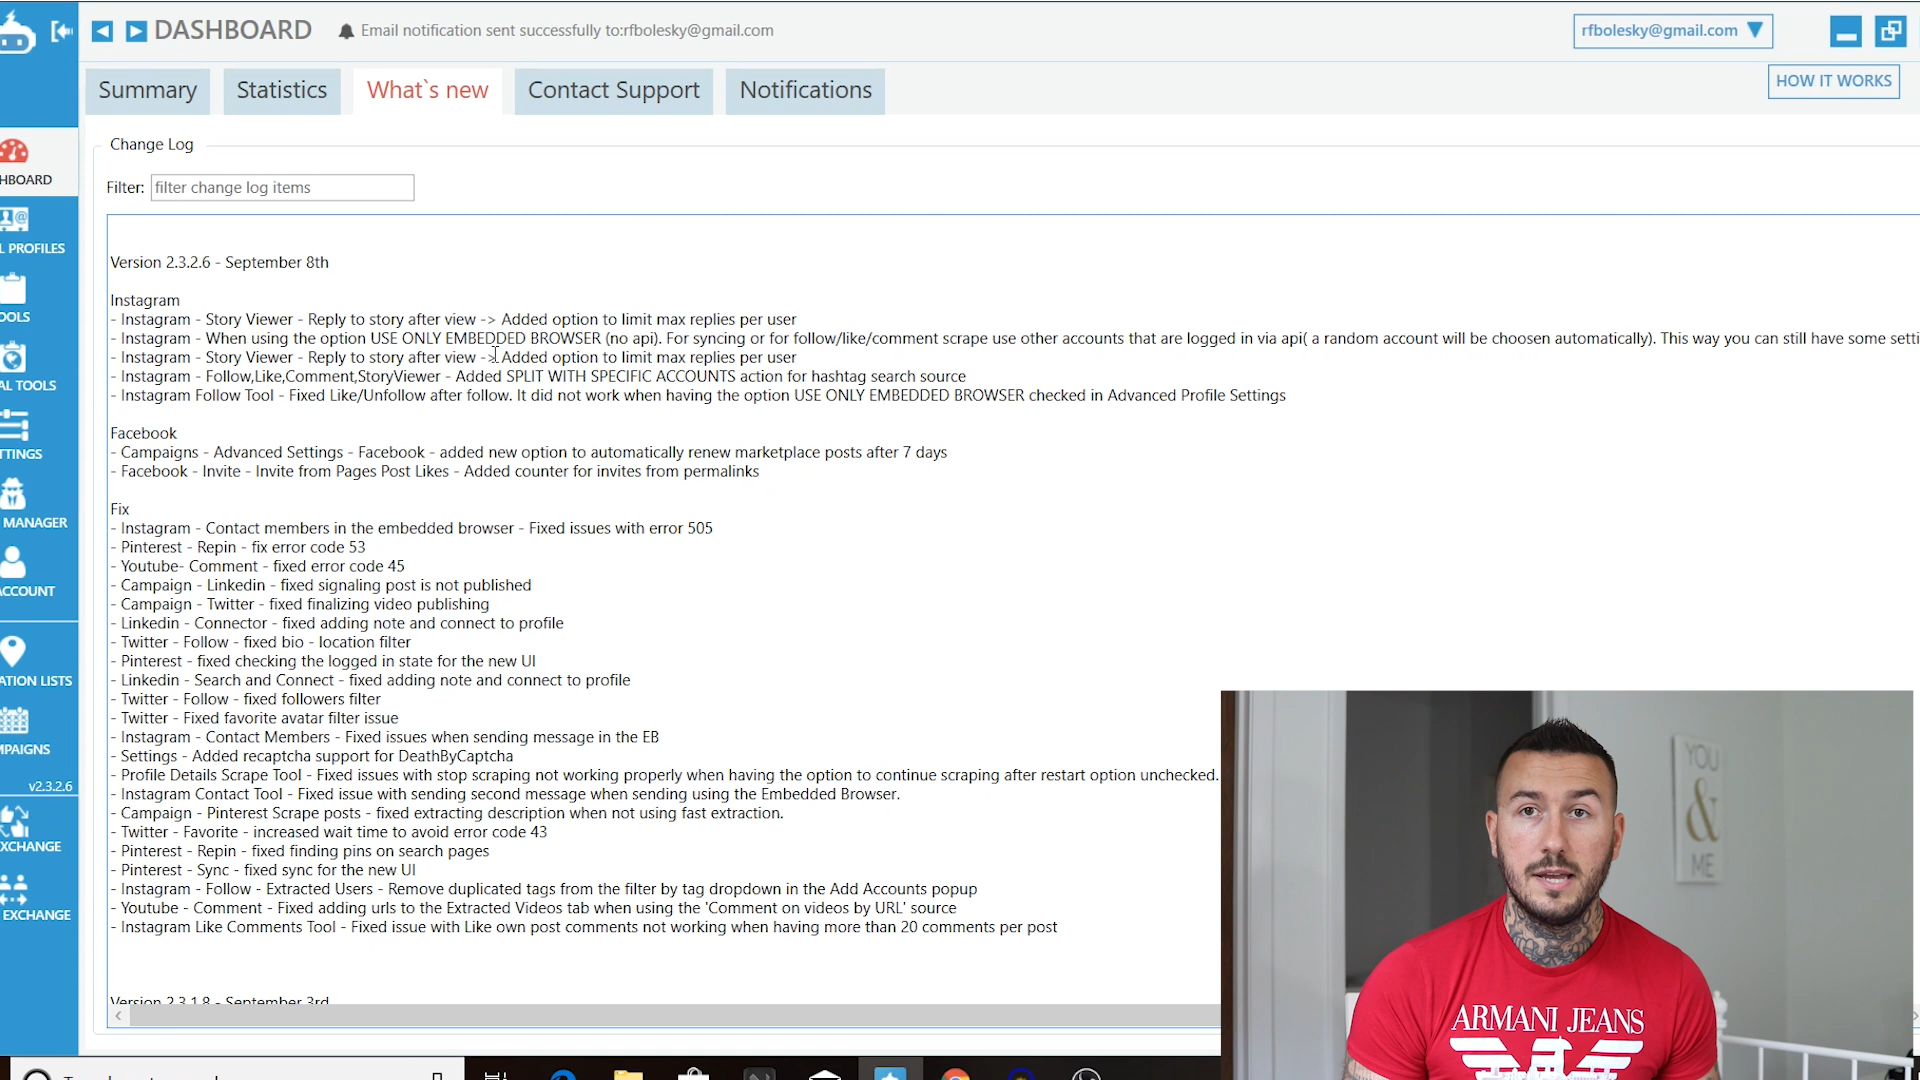 DASHBOARD
Email notification sent successfully to:rfbolesky@gmail.com
rfbolesky@gmail.com
Summary
Statistics
What`s new
Contact Support
Notifications
HOW IT WORKS
HBOARD
L PROFILES
OOLS
AL TOOLS
TTINGS
MANAGER
ACCOUNT
ATION LISTS
MPAIGNS
v2.3.2.6
XCHANGE
EXCHANGE
Change Log
Filter: filter change log items
Version 2.3.2.6 - September 8th
Instagram
- Instagram - Story Viewer - Reply to story after view -> Added option to limit max replies per user
- Instagram - When using the option USE ONLY EMBEDDED BROWSER (no api). For syncing or for follow/like/comment scrape use other accounts that are logged in via api( a random account will be choosen automatically). This way you can still have some setti
- Instagram - Story Viewer - Reply to story after view -> Added option to limit max replies per user
- Instagram - Follow,Like,Comment,StoryViewer - Added SPLIT WITH SPECIFIC ACCOUNTS action for hashtag search source
- Instagram Follow Tool - Fixed Like/Unfollow after follow. It did not work when having the option USE ONLY EMBEDDED BROWSER checked in Advanced Profile Settings
Facebook
- Campaigns - Advanced Settings - Facebook - added new option to automatically renew marketplace posts after 7 days
- Facebook - Invite - Invite from Pages Post Likes - Added counter for invites from permalinks
Fix
- Instagram - Contact members in the embedded browser - Fixed issues with error 505
- Pinterest - Repin - fix error code 53
- Youtube- Comment - fixed error code 45
- Campaign - Linkedin - fixed signaling post is not published
- Campaign - Twitter - fixed finalizing video publishing
- Linkedin - Connector - fixed adding note and connect to profile
- Twitter - Follow - fixed bio - location filter
- Pinterest - fixed checking the logged in state for the new UI
- Linkedin - Search and Connect - fixed adding note and connect to profile
- Twitter - Follow - fixed followers filter
- Twitter - Fixed favorite avatar filter issue
- Instagram - Contact Members - Fixed issues when sending message in the EB
- Settings - Added recaptcha support for DeathByCaptcha
- Profile Details Scrape Tool - Fixed issues with stop scraping not working properly when having the option to continue scraping after restart option unchecked.
- Instagram Contact Tool - Fixed issue with sending second message when sending using the Embedded Browser.
- Campaign - Pinterest Scrape posts - fixed extracting description when not using fast extraction.
- Twitter - Favorite - increased wait time to avoid error code 43
- Pinterest - Repin - fixed finding pins on search pages
- Pinterest - Sync - fixed sync for the new UI
- Instagram - Follow - Extracted Users - Remove duplicated tags from the filter by tag dropdown in the Add Accounts popup
- Youtube - Comment - Fixed adding urls to the Extracted Videos tab when using the 'Comment on videos by URL' source
- Instagram Like Comments Tool - Fixed issue with Like own post comments not working when having more than 20 comments per post
Version 2.3.1.8 - September 3rd
YOU
&
ME
ARMANI JEANS